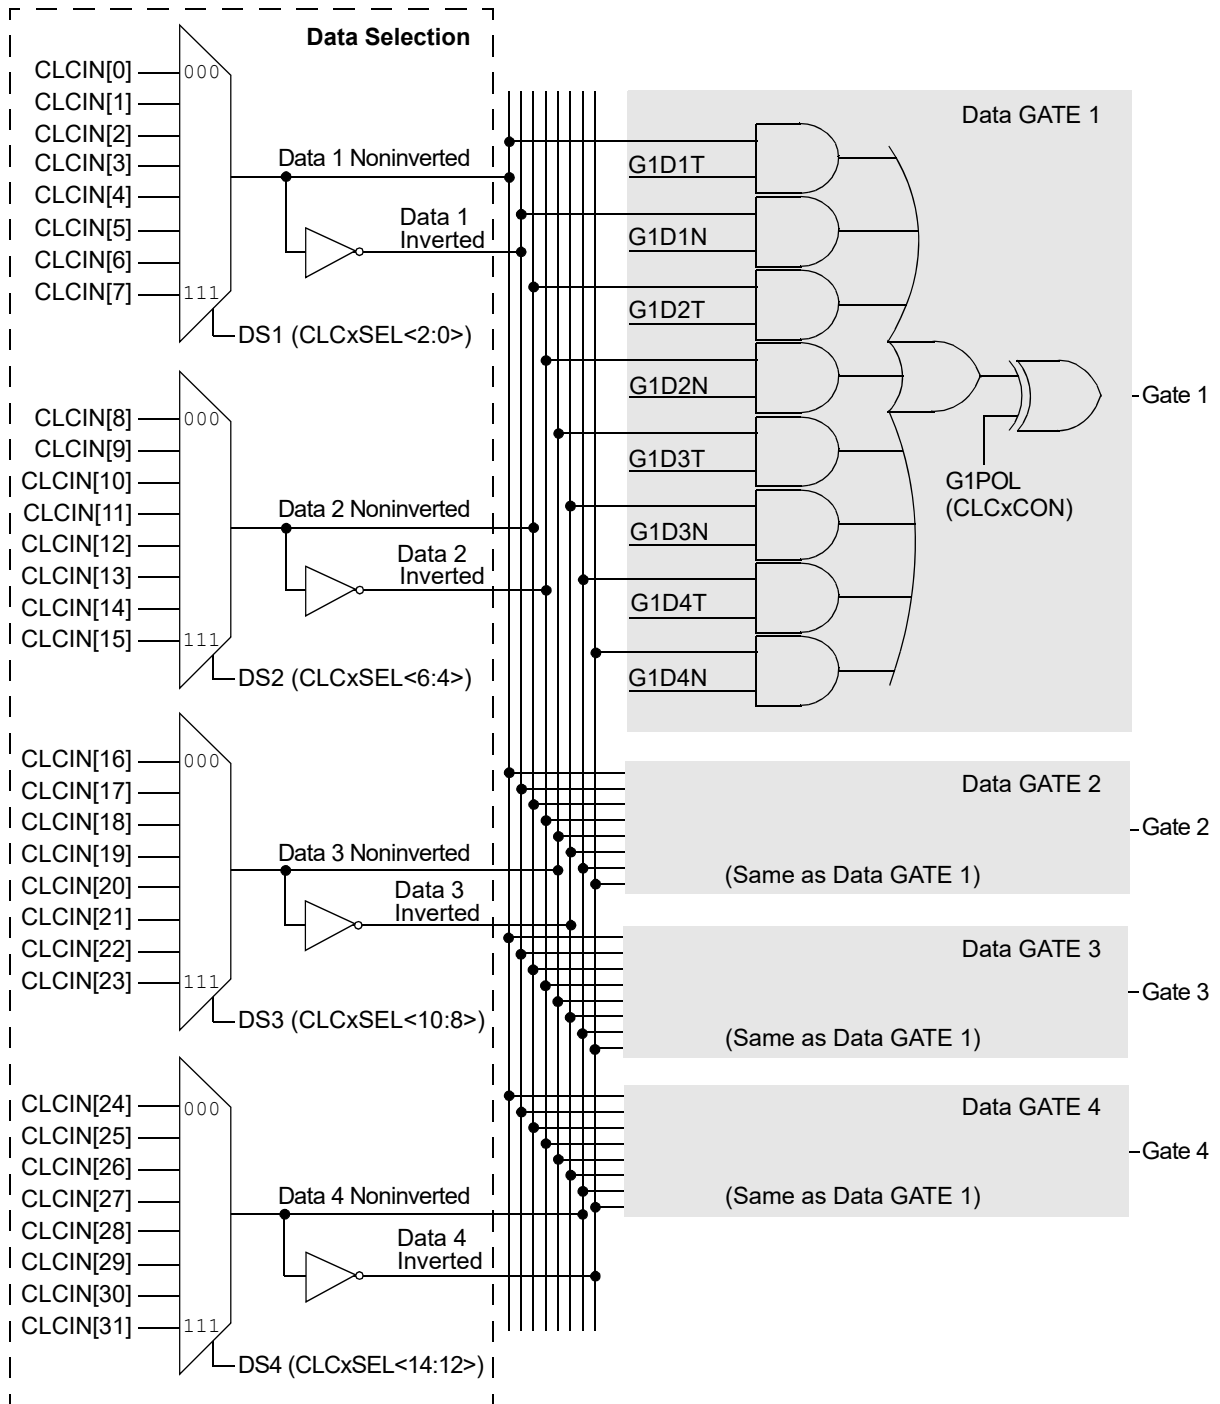 Data Selection
CLCIN[0]
CLCIN[1]
CLCIN[2]
CLCIN[3]
CLCIN[4]
CLCIN[5]
CLCIN[6]
CLCIN[7]
000
111
Data 1 Noninverted
Data 1
Inverted
DS1 (CLCxSEL<2:0>)
CLCIN[8]
CLCIN[9]
CLCIN[10]
CLCIN[11]
CLCIN[12]
CLCIN[13]
CLCIN[14]
CLCIN[15]
000
111
Data 2 Noninverted
Data 2
Inverted
DS2 (CLCxSEL<6:4>)
CLCIN[16]
CLCIN[17]
CLCIN[18]
CLCIN[19]
CLCIN[20]
CLCIN[21]
CLCIN[22]
CLCIN[23]
000
111
Data 3 Noninverted
Data 3
Inverted
DS3 (CLCxSEL<10:8>)
CLCIN[24]
CLCIN[25]
CLCIN[26]
CLCIN[27]
CLCIN[28]
CLCIN[29]
CLCIN[30]
CLCIN[31]
000
111
Data 4 Noninverted
Data 4
Inverted
DS4 (CLCxSEL<14:12>)
Data GATE 1
G1D1T
G1D1N
G1D2T
G1D2N
G1D3T
G1D3N
G1D4T
G1D4N
G1POL
(CLCxCON)
Gate 1
Data GATE 2
(Same as Data GATE 1)
Gate 2
Data GATE 3
(Same as Data GATE 1)
Gate 3
Data GATE 4
(Same as Data GATE 1)
Gate 4